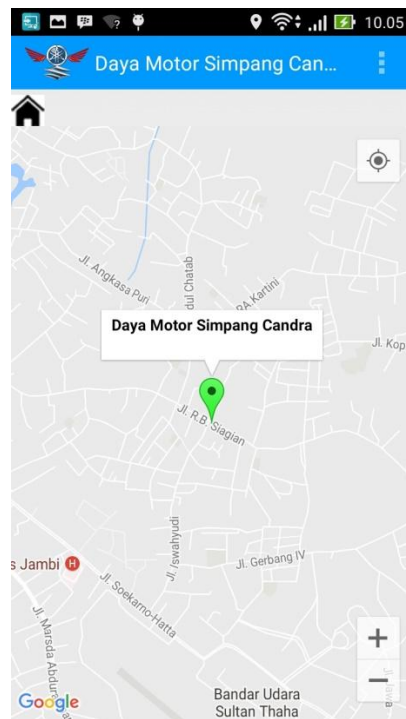 10.05
Daya Motor Simpang Can...
Jl. Angkasa Puri
dul Chatab
RA.Kartini
Daya Motor Simpang Candra
Jl. Kop
Jl. R.B. Siagian
Jl. Iswahyudi
Jl. Gerbang IV
s Jambi H
Jl. Soekarno-Hatta
Jl. Marsda Abdur
+
−
Google
Bandar Udara
Sultan Thaha